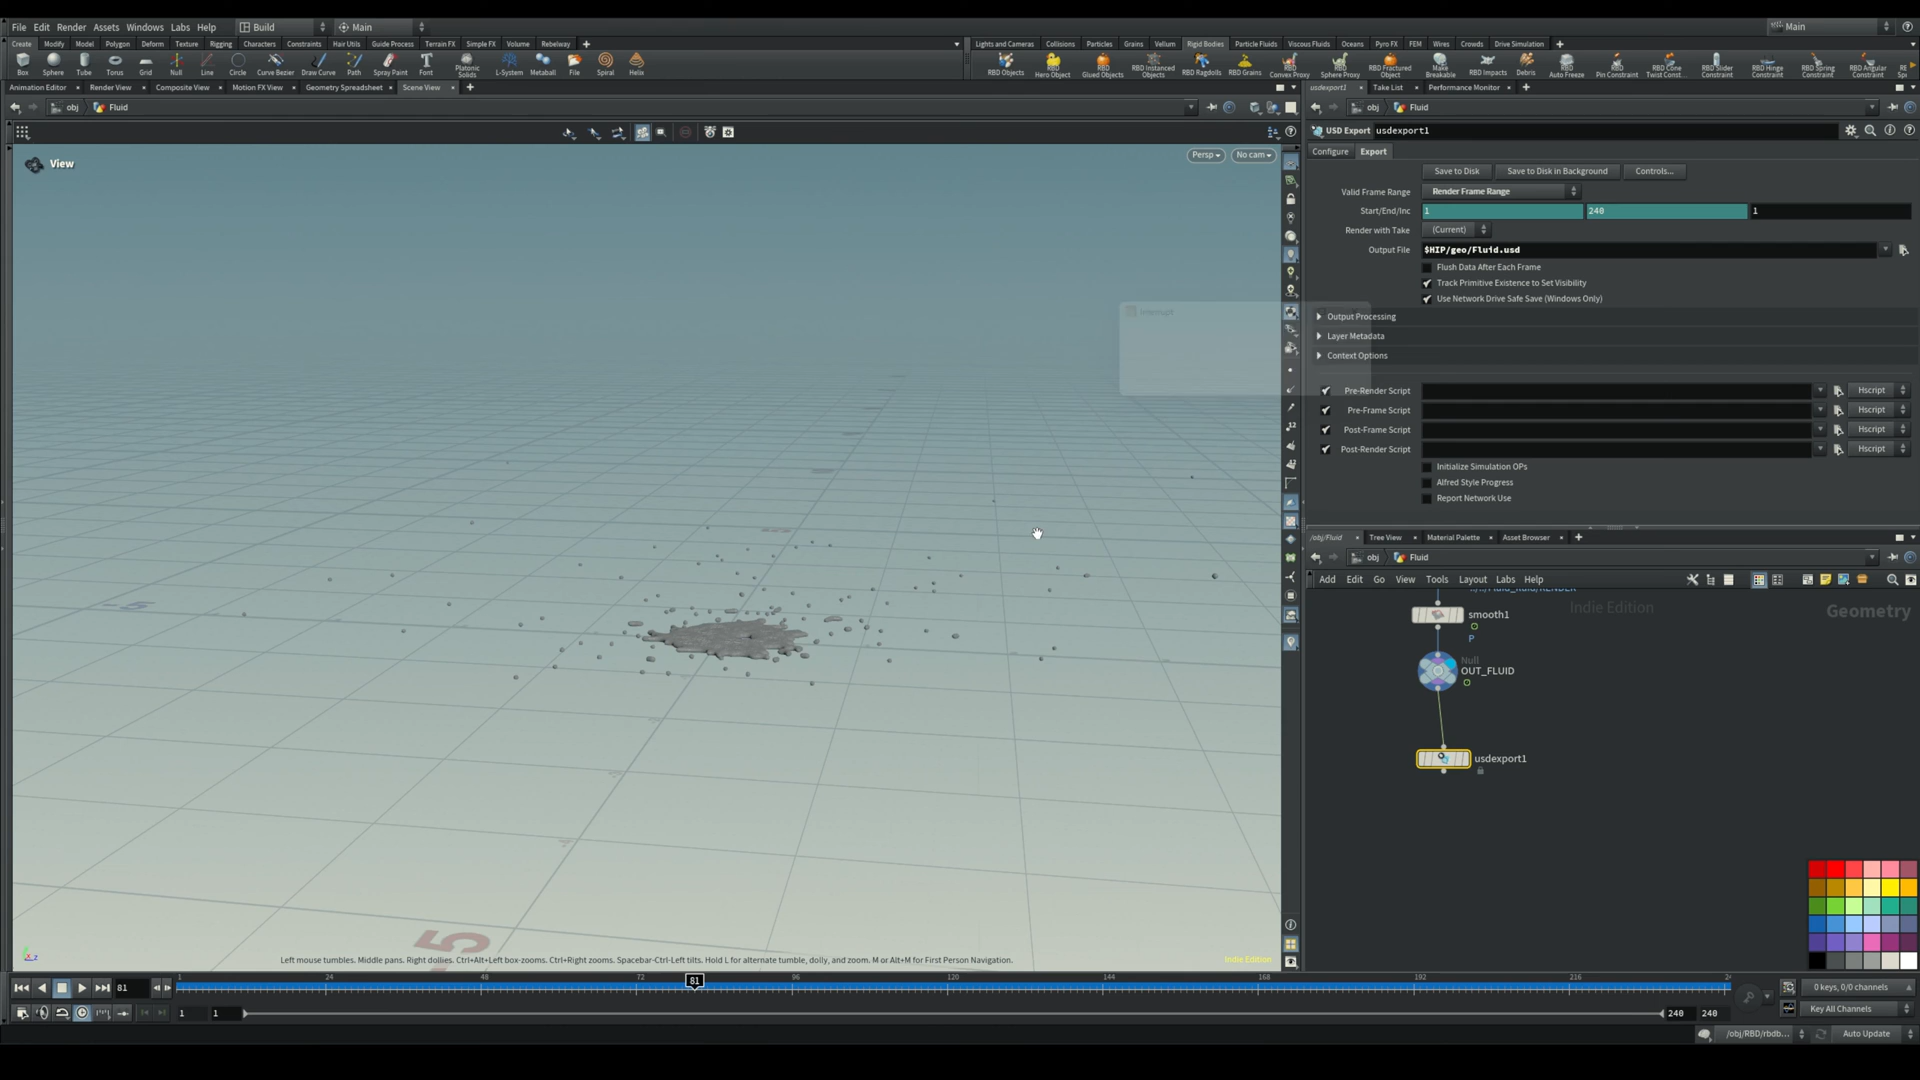 File Edit Render Assets Windows Labs Help Build Main Main
Create Modify Model Polygon Deform Texture Rigging Characters Constraints Hair Utils Guide Process Terrain FX Simple FX Volume Rebelway
Lights and Cameras Collisions Particles Grains Vellum Rigid Bodies Particle Fluids Viscous Fluids Oceans Pyro FX FEM Wires Crowds Drive Simulation
Box Sphere Tube Torus Grid Null Line Circle Curve Bezier Draw Curve Path Spray Paint Font Platonic Solids L-System Metaball File Spiral Helix
RBD Objects RBD Hero Object RBD Glued Objects RBD Instanced Objects RBD Ragdolls RBD Grains RBD Convex Proxy RBD Sphere Proxy RBD Fractured Object Make Breakable RBD Impacts Debris RBD Auto Freeze RBD Pin Constraint RBD Cone Twist Const... RBD Slider Constraint RBD Hinge Constraint RBD Spring Constraint RBD Angular Constraint
Animation Editor Render View Composite View Motion FX View Geometry Spreadsheet Scene View
usdexport1 Take List Performance Monitor
obj Fluid
obj Fluid
USD Export usdexport1
View
Persp No cam
Configure Export
Save to Disk Save to Disk in Background Controls...
Valid Frame Range Render Frame Range
Start/End/Inc 1 240 1
Render with Take (Current)
Output File $HIP/geo/Fluid.usd
Flush Data After Each Frame
Track Primitive Existence to Set Visibility
Use Network Drive Safe Save (Windows Only)
Interrupt
Output Processing
Layer Metadata
Context Options
Pre-Render Script Hscript
Pre-Frame Script Hscript
Post-Frame Script Hscript
Post-Render Script Hscript
Initialize Simulation OPs
Alfred Style Progress
Report Network Use
/obj/Fluid Tree View Material Palette Asset Browser
obj Fluid
Add Edit Go View Tools Layout Labs Help
Indie Edition Geometry
smooth1
P
Null
OUT_FLUID
usdexport1
-5
5
Left mouse tumbles. Middle pans. Right dollies. Ctrl+Alt+Left box-zooms. Ctrl+Right zooms. Spacebar-Ctrl-Left tilts. Hold L for alternate tumble, dolly, and zoom. M or Alt+M for First Person Navigation.
Indie Edition
1 24 48 72 81 96 120 144 168 192 216
81
0 keys, 0/0 channels
1 1 240 240
Key All Channels
/obj/RBD/rbdb... Auto Update